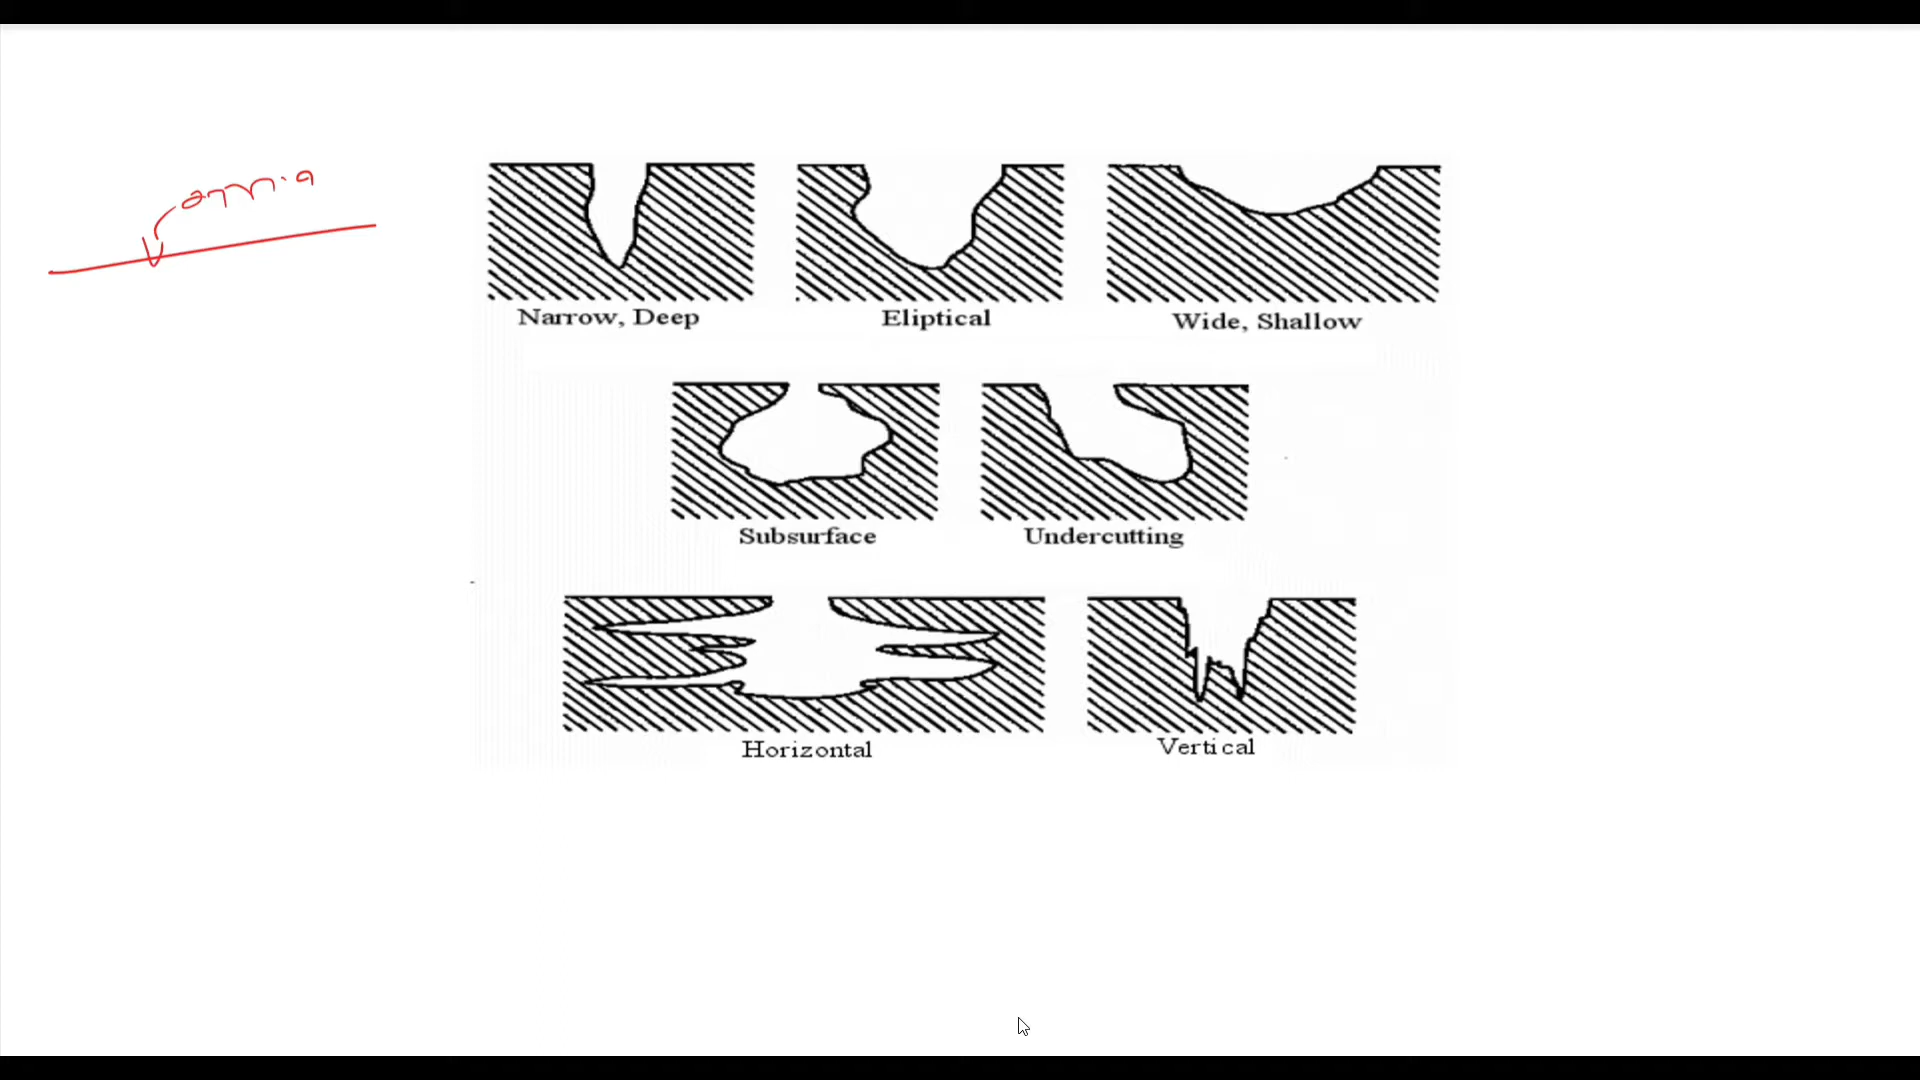 Narrow, Deep
Eliptical
Wide, Shallow
Subsurface
Undercutting
Horizontal
Vertical